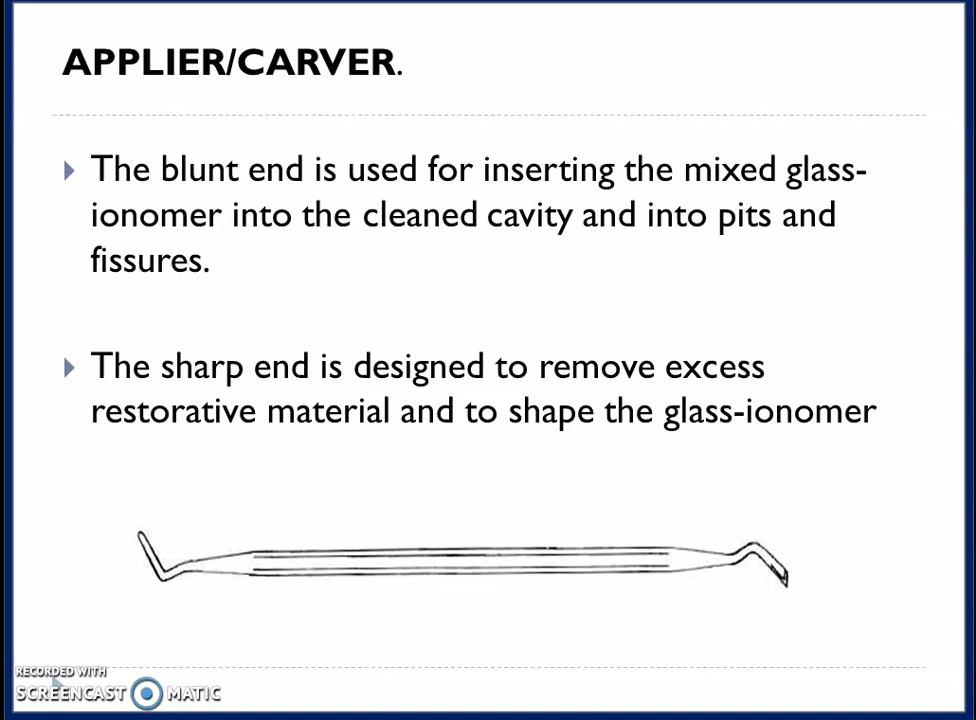 APPLIER/CARVER.
The blunt end is used for inserting the mixed glass-
ionomer into the cleaned cavity and into pits and
fissures.
The sharp end is designed to remove excess
restorative material and to shape the glass-ionomer
RECORDED WITH
SCREENCAST MATIC